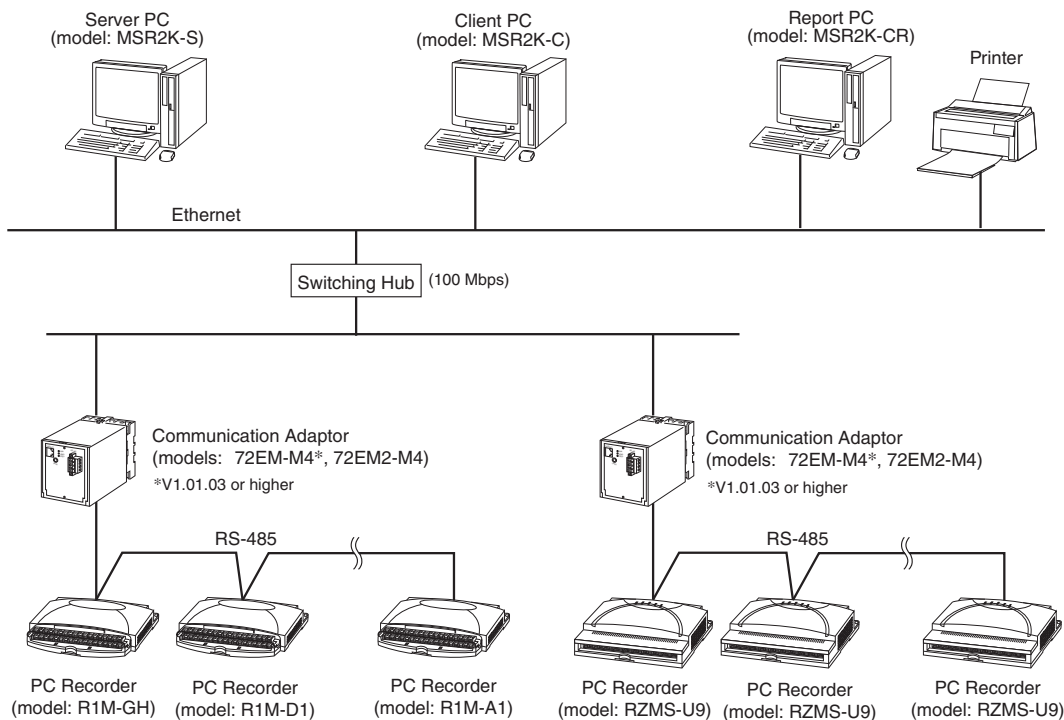 Server PC
(model: MSR2K-S)
Client PC
(model: MSR2K-C)
Report PC
(model: MSR2K-CR)
Printer
Ethernet
Switching Hub
(100 Mbps)
Communication Adaptor
(models: 72EM-M4*, 72EM2-M4)
*V1.01.03 or higher
Communication Adaptor
(models: 72EM-M4*, 72EM2-M4)
*V1.01.03 or higher
RS-485
RS-485
PC Recorder
(model: R1M-GH)
PC Recorder
(model: R1M-D1)
PC Recorder
(model: R1M-A1)
PC Recorder
(model: RZMS-U9)
PC Recorder
(model: RZMS-U9)
PC Recorder
(model: RZMS-U9)